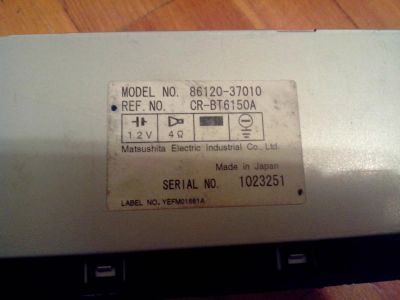 MODEL NO. 86120-37010
REF. NO. CR-BT6150A
12V 4Ω
Matsushita Electric Industrial Co., Ltd.
Made in Japan
SERIAL NO. 1023251
LABEL NO. YEFM01661A